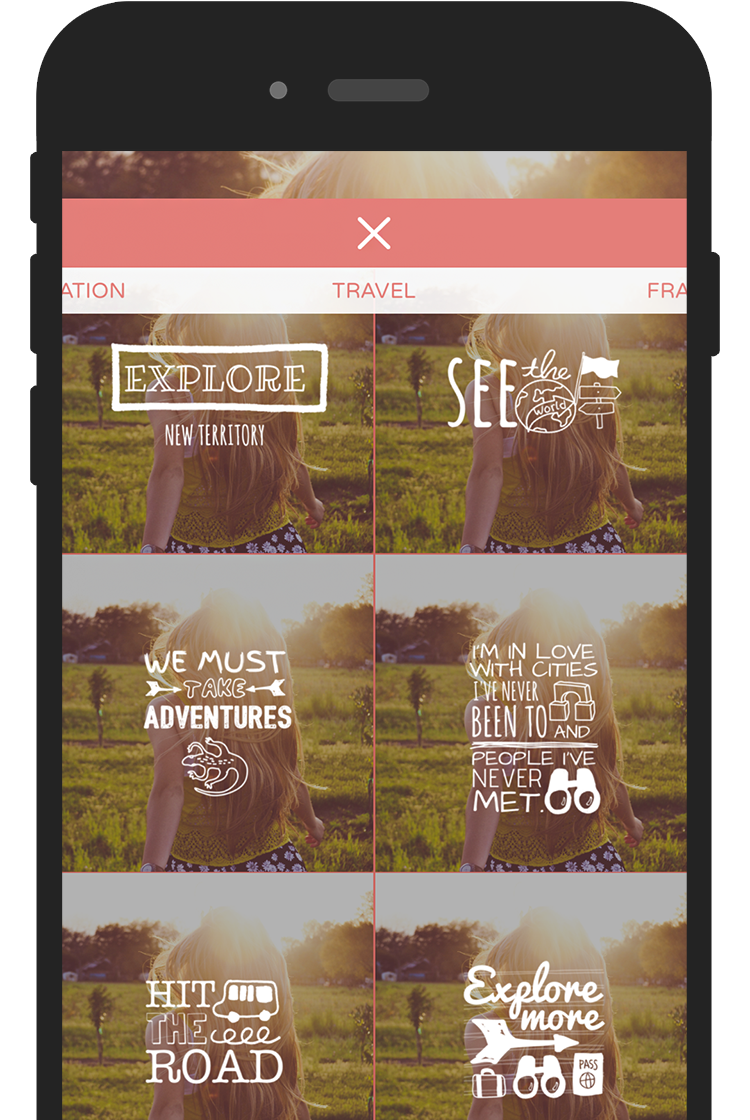 ATION TRAVEL FRA
EXPLORE
NEW TERRITORY
SEE the
world
WE MUST
TAKE
ADVENTURES
I'M IN LOVE
WITH CITIES
I'VE NEVER
BEEN TO
AND
PEOPLE I'VE
NEVER
MET.
HIT
THE
ROAD
Explore
more
PASS